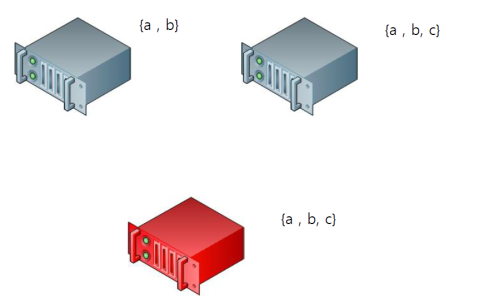 {a , b}
{a , b, c}
{a , b, c}